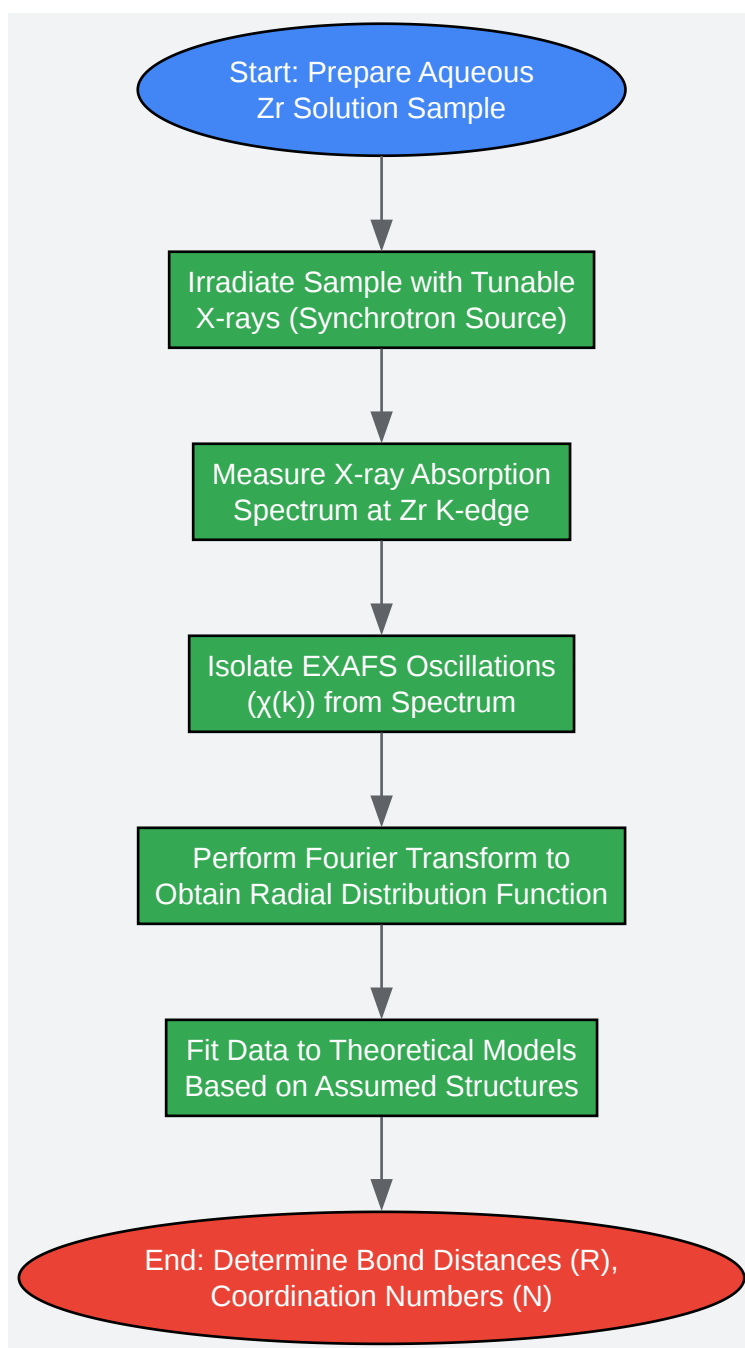 Start: Prepare Aqueous
Zr Solution Sample
Irradiate Sample with Tunable
X-rays (Synchrotron Source)
Measure X-ray Absorption
Spectrum at Zr K-edge
Isolate EXAFS Oscillations
(χ(k)) from Spectrum
Perform Fourier Transform to
Obtain Radial Distribution Function
Fit Data to Theoretical Models
Based on Assumed Structures
End: Determine Bond Distances (R),
Coordination Numbers (N)